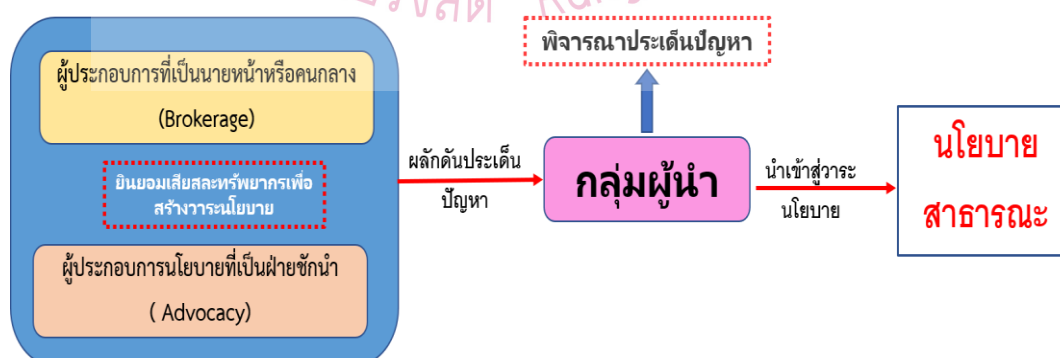 พิจารณาประเด็นปัญหา
ผู้ประกอบการที่เป็นนายหน้าหรือคนกลาง
(Brokerage)
ยินยอมเสียสละทรัพยากรเพื่อ
สร้างวาระนโยบาย
ผู้ประกอบการนโยบายที่เป็นฝ่ายชักนำ
( Advocacy)
ผลักดันประเด็น
ปัญหา
กลุ่มผู้นำ
นำเข้าสู่วาระ
นโยบาย
นโยบาย
สาธารณะ